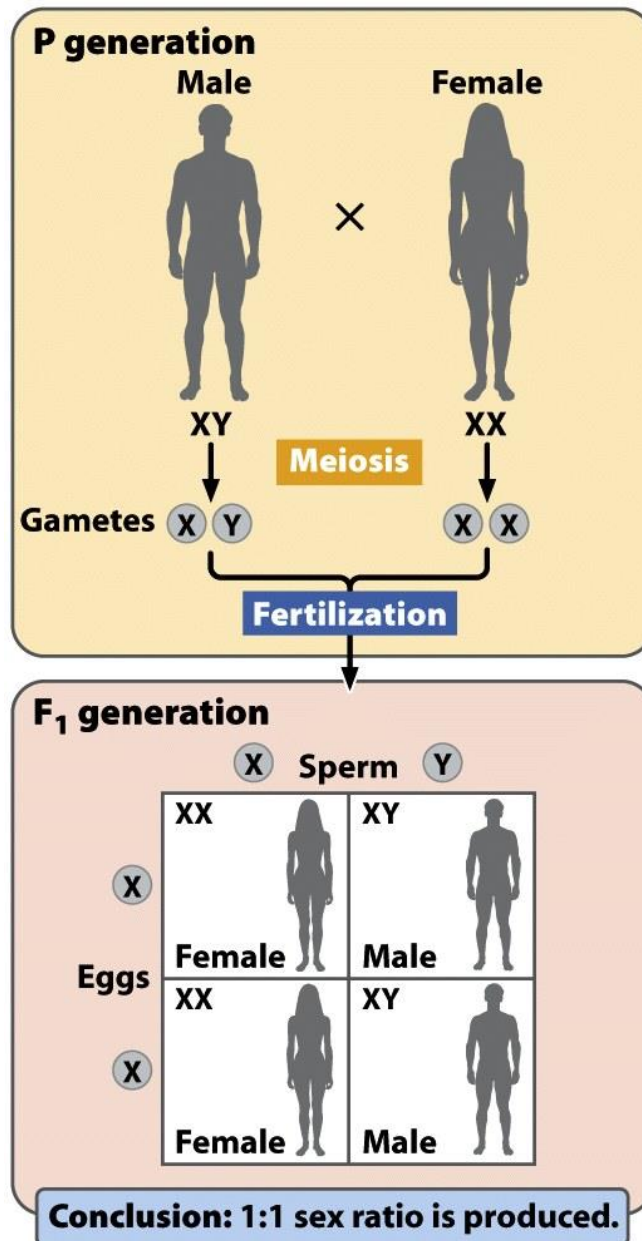 P generation
Male Female
×
XY XX
Meiosis
Gametes X Y X X
Fertilization
F₁ generation
X Sperm Y
XX XY
X
Female Male
Eggs
XX XY
X
Female Male
Conclusion: 1:1 sex ratio is produced.